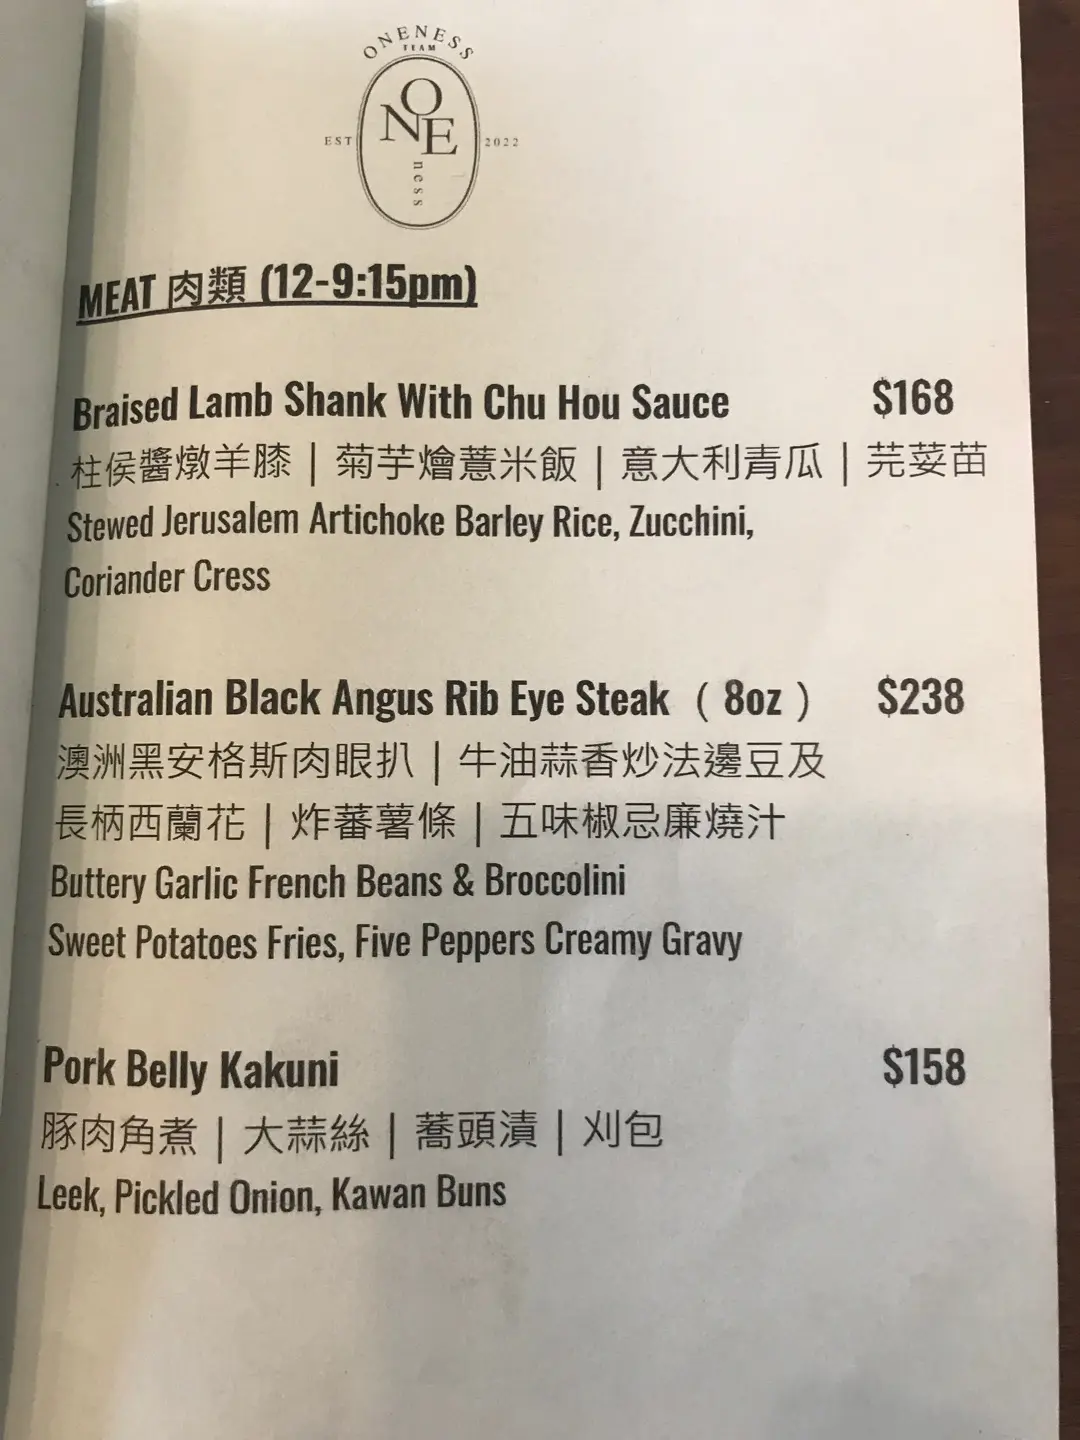 ONENESS
TEAM
ONE
EST 2022
ness
MEAT 肉類 (12-9:15pm)
Braised Lamb Shank With Chu Hou Sauce $168
柱侯醬燉羊膝 | 菊芋燴薏米飯 | 意大利青瓜 | 芫荽苗
Stewed Jerusalem Artichoke Barley Rice, Zucchini,
Coriander Cress
Australian Black Angus Rib Eye Steak （8oz） $238
澳洲黑安格斯肉眼扒 | 牛油蒜香炒法邊豆及
長柄西蘭花 | 炸蕃薯條 | 五味椒忌廉燒汁
Buttery Garlic French Beans & Broccolini
Sweet Potatoes Fries, Five Peppers Creamy Gravy
Pork Belly Kakuni $158
豚肉角煮 | 大蒜絲 | 蕎頭漬 | 刈包
Leek, Pickled Onion, Kawan Buns